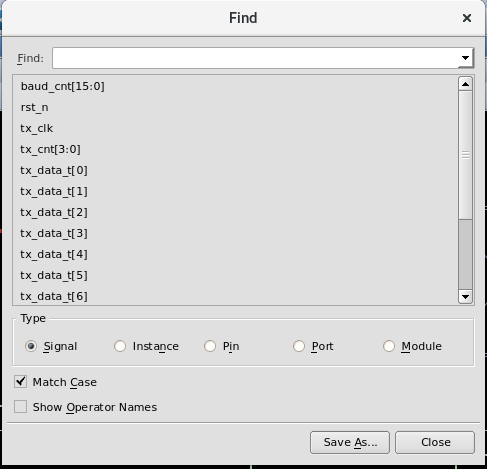 Find
Find:
baud_cnt[15:0]
rst_n
tx_clk
tx_cnt[3:0]
tx_data_t[0]
tx_data_t[1]
tx_data_t[2]
tx_data_t[3]
tx_data_t[4]
tx_data_t[5]
tx_data_t[6]
Type
Signal Instance Pin Port Module
Match Case
Show Operator Names
Save As... Close